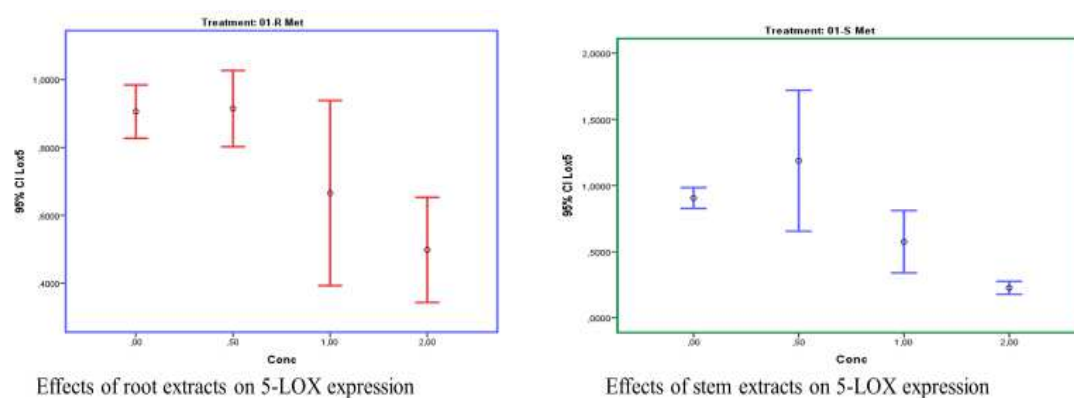 Treatment: 01-R Met
1,0000
,8000
,6000
,4000
95% CI Lox5
,00
,50
1,00
2,00
Conc
Effects of root extracts on 5-LOX expression
Treatment: 01-S Met
2,0000
1,5000
1,0000
,5000
,0000
95% CI Lox5
,00
,50
1,00
2,00
Conc
Effects of stem extracts on 5-LOX expression